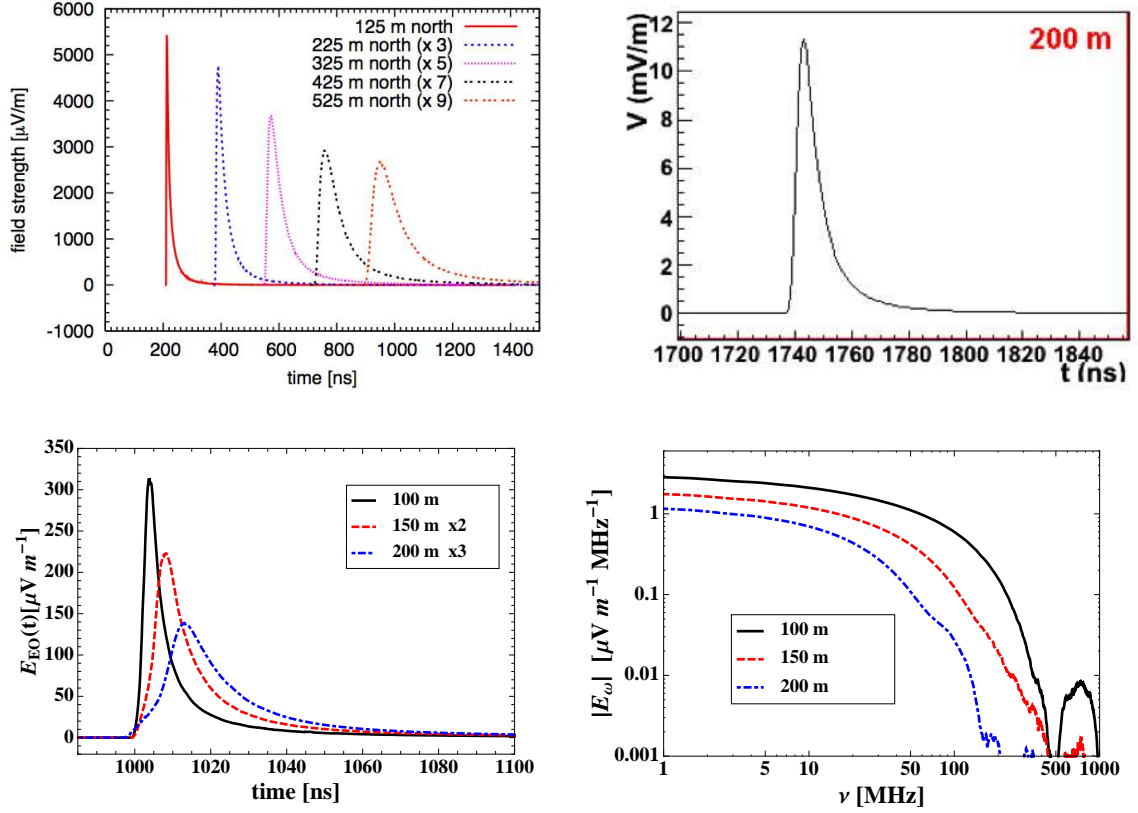 6000
5000
4000
3000
2000
1000
0
-1000
field strength [μV/m]
0 200 400 600 800 1000 1200 1400
time [ns]
125 m north
225 m north (x 3)
325 m north (x 5)
425 m north (x 7)
525 m north (x 9)
12
10
8
6
4
2
0
V (mV/m)
200 m
1700 1720 1740 1760 1780 1800 1820 1840
t (ns)
350
300
250
200
150
100
50
0
E_EO(t)[μV m⁻¹]
100 m
150 m x2
200 m x3
1000 1020 1040 1060 1080 1100
time [ns]
1
0.1
0.01
0.001
|E_ω| [μV m⁻¹ MHz⁻¹]
100 m
150 m
200 m
1 5 10 50 100 500 1000
ν [MHz]